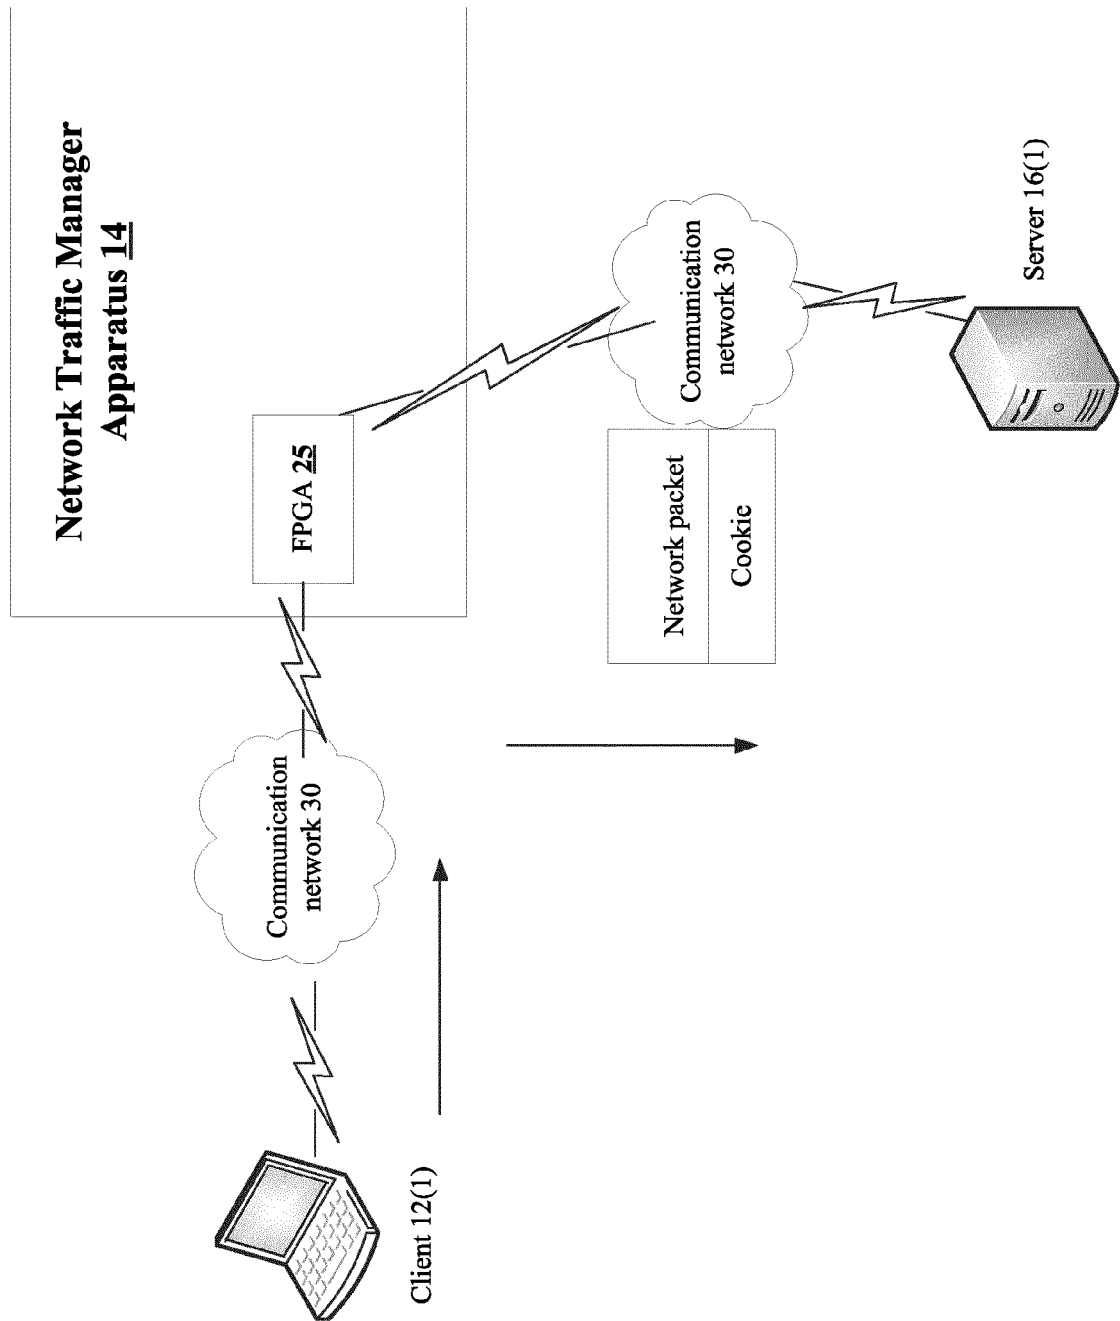 Network Traffic Manager
Apparatus 14
FPGA 25
Communication
network 30
Client 12(1)
Network packet
Cookie
Communication
network 30
Server 16(1)